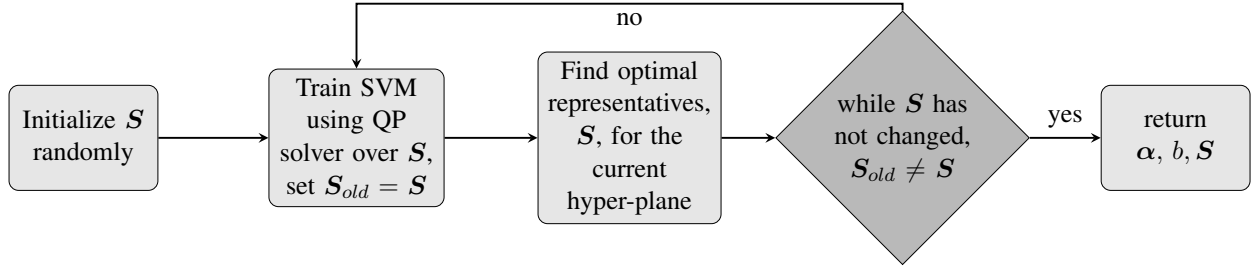 no
Initialize S
randomly
Train SVM
using QP
solver over S,
set S_old = S
Find optimal
representatives,
S, for the
current
hyper-plane
while S has
not changed,
S_old ≠ S
yes
return
α, b, S